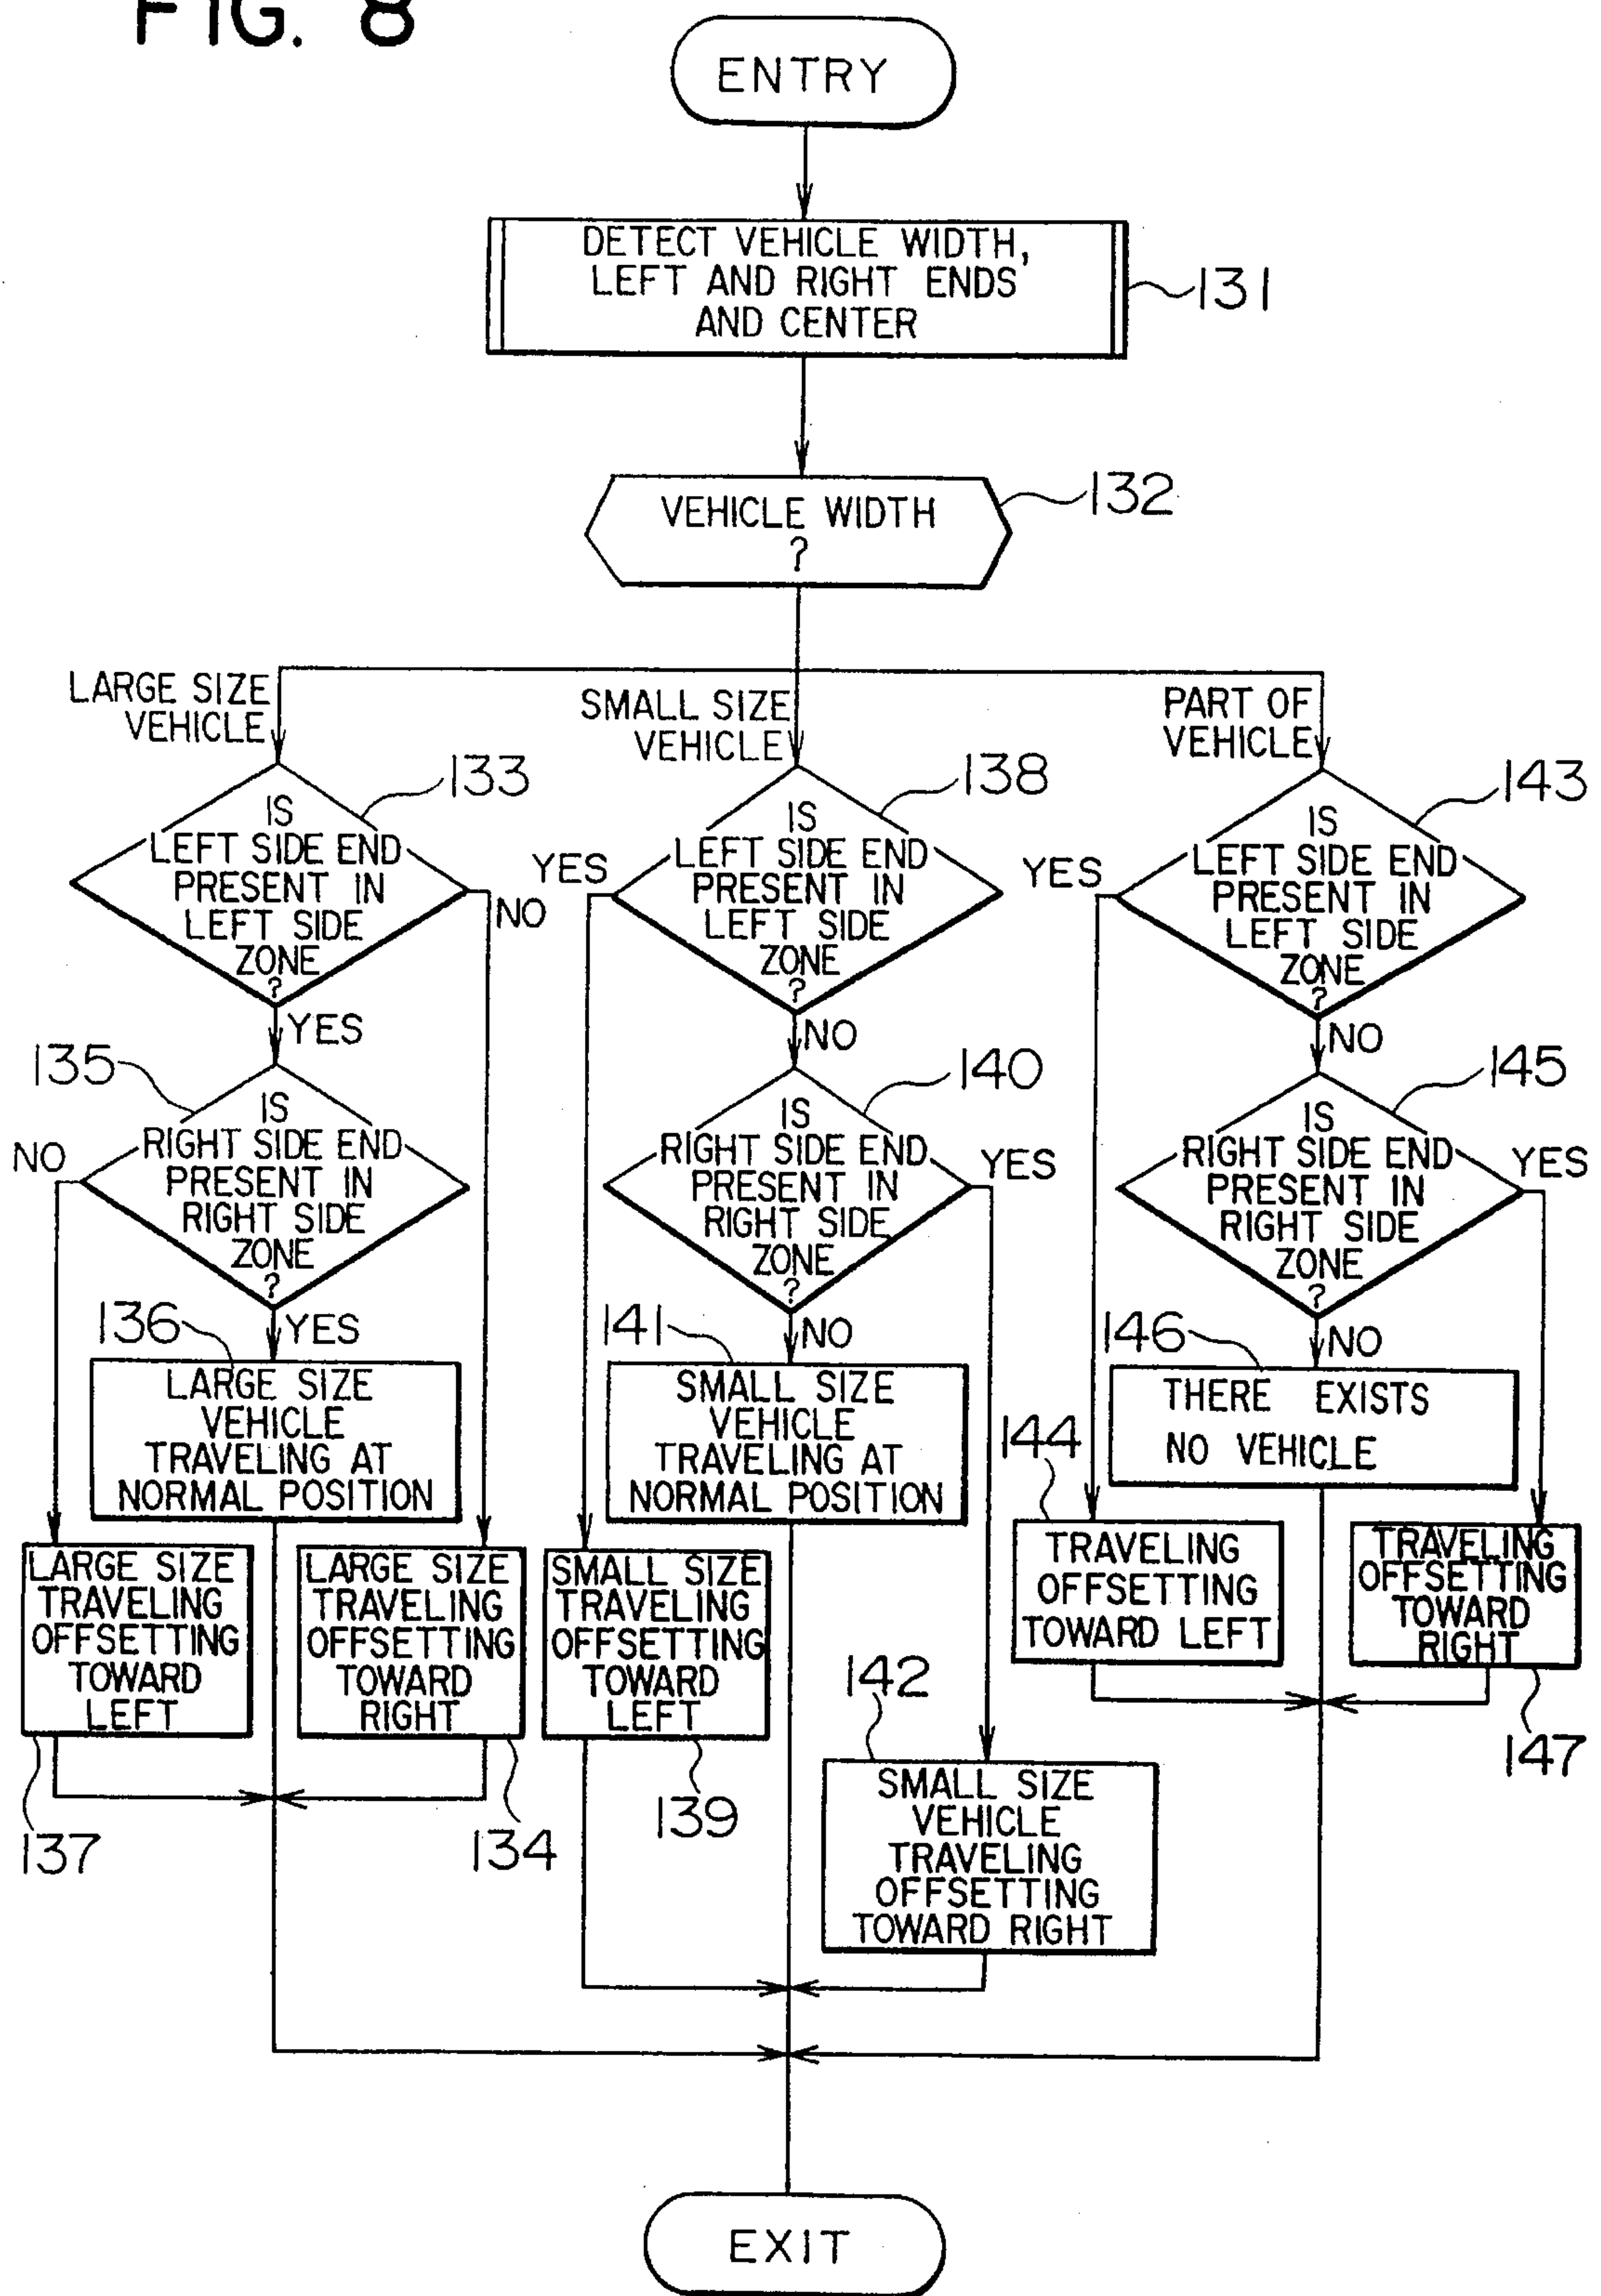 FIG. 8
ENTRY
DETECT VEHICLE WIDTH,
LEFT AND RIGHT ENDS
AND CENTER
131
VEHICLE WIDTH
?
132
LARGE SIZE
VEHICLE
SMALL SIZE
VEHICLE
PART OF
VEHICLE
133
IS
LEFT SIDE END
PRESENT IN
LEFT SIDE
ZONE
?
NO
YES
138
IS
LEFT SIDE END
PRESENT IN
LEFT SIDE
ZONE
?
YES
NO
143
IS
LEFT SIDE END
PRESENT IN
LEFT SIDE
ZONE
?
YES
NO
135
IS
RIGHT SIDE END
PRESENT IN
RIGHT SIDE
ZONE
?
NO
YES
140
IS
RIGHT SIDE END
PRESENT IN
RIGHT SIDE
ZONE
?
YES
NO
145
IS
RIGHT SIDE END
PRESENT IN
RIGHT SIDE
ZONE
?
YES
NO
136
LARGE SIZE
VEHICLE
TRAVELING AT
NORMAL POSITION
141
SMALL SIZE
VEHICLE
TRAVELING AT
NORMAL POSITION
146
THERE EXISTS
NO VEHICLE
LARGE SIZE
TRAVELING
OFFSETTING
TOWARD
LEFT
137
LARGE SIZE
TRAVELING
OFFSETTING
TOWARD
RIGHT
134
SMALL SIZE
TRAVELING
OFFSETTING
TOWARD
LEFT
139
142
SMALL SIZE
VEHICLE
TRAVELING
OFFSETTING
TOWARD RIGHT
144
TRAVELING
OFFSETTING
TOWARD LEFT
TRAVELING
OFFSETTING
TOWARD
RIGHT
147
EXIT